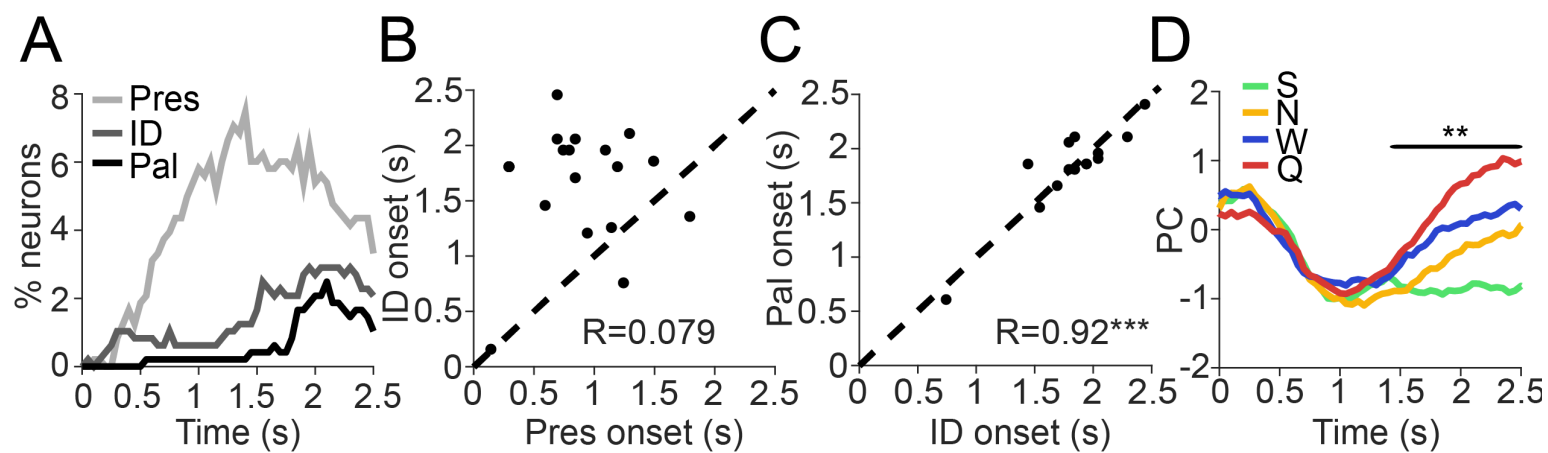 A
% neurons
8
6
4
2
0
Pres
ID
Pal
0 0.5 1 1.5 2 2.5
Time (s)
B
ID onset (s)
2.5
2
1.5
1
0.5
0
R=0.079
0 0.5 1 1.5 2 2.5
Pres onset (s)
C
Pal onset (s)
2.5
2
1.5
1
0.5
0
R=0.92***
0 0.5 1 1.5 2 2.5
ID onset (s)
D
PC
2
1
0
-1
-2
S
N
W
Q
**
0 0.5 1 1.5 2 2.5
Time (s)